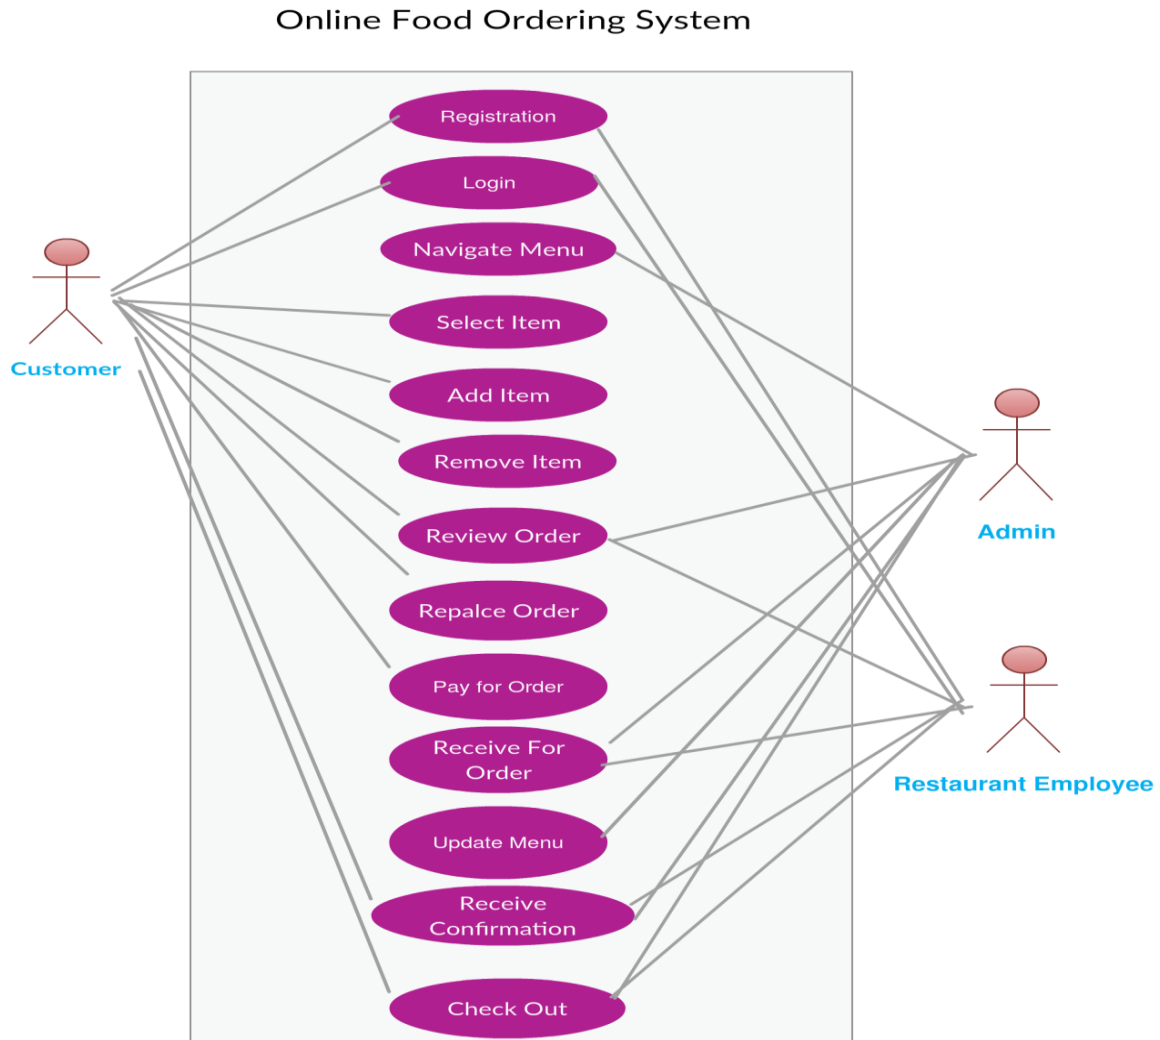 Online Food Ordering System
Registration
Login
Navigate Menu
Select Item
Customer
Add Item
Remove Item
Review Order
Admin
Repalce Order
Pay for Order
Receive For
Order
Restaurant Employee
Update Menu
Receive
Confirmation
Check Out